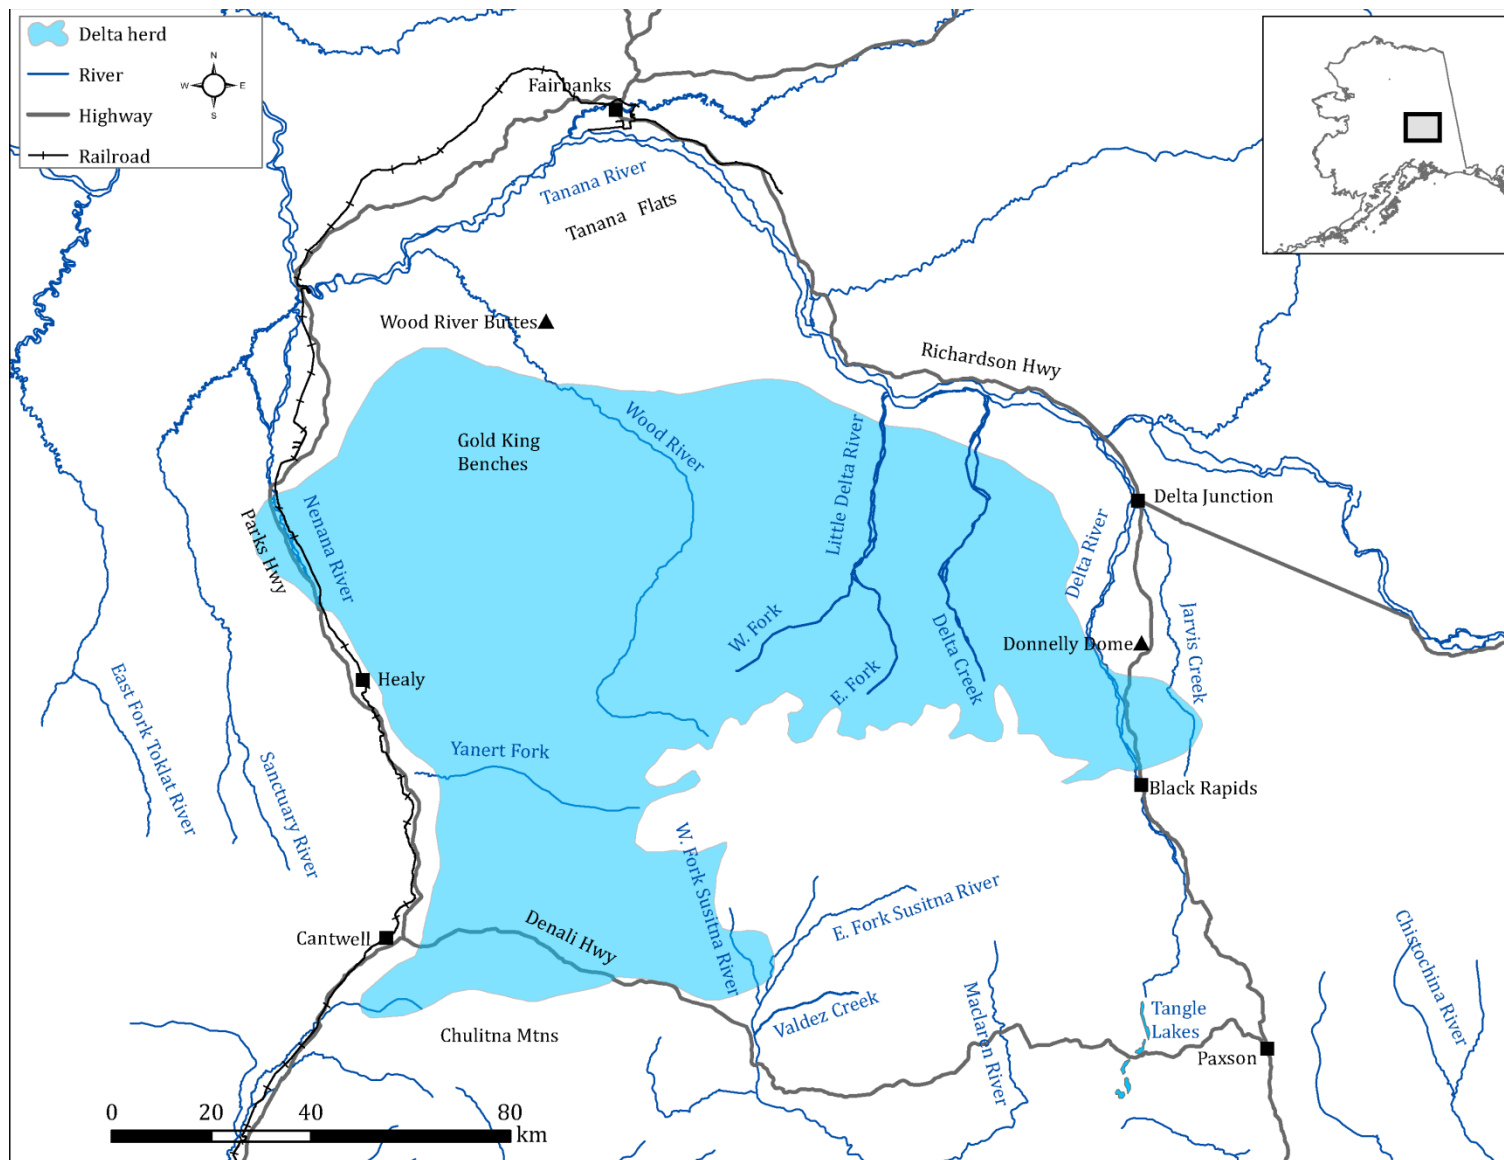 Delta herd
River
Highway
Railroad
N
W
E
S
Fairbanks
Tanana River
Tanana Flats
Wood River Buttes
Richardson Hwy
Gold King
Benches
Wood River
Little Delta River
Delta Junction
Nenana River
Parks Hwy
Delta River
W. Fork
E. Fork
Delta Creek
Donnelly Dome
Jarvis Creek
Healy
East Fork Toklat River
Sanctuary River
Yanert Fork
Black Rapids
W. Fork Susitna River
E. Fork Susitna River
Cantwell
Denali Hwy
Valdez Creek
Maclaren River
Chistochina River
Tangle
Lakes
Chulitna Mtns
Paxson
0
20
40
80
km